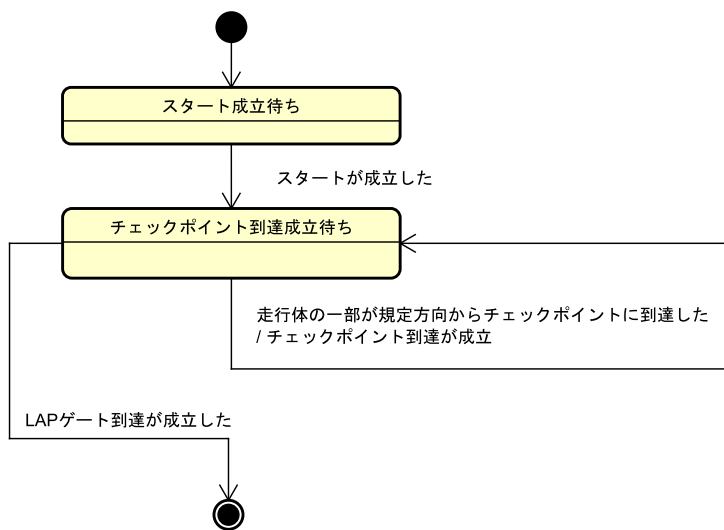 スタート成立待ち
スタートが成立した
チェックポイント到達成立待ち
走行体の一部が規定方向からチェックポイントに到達した
/ チェックポイント到達が成立
LAPゲート到達が成立した